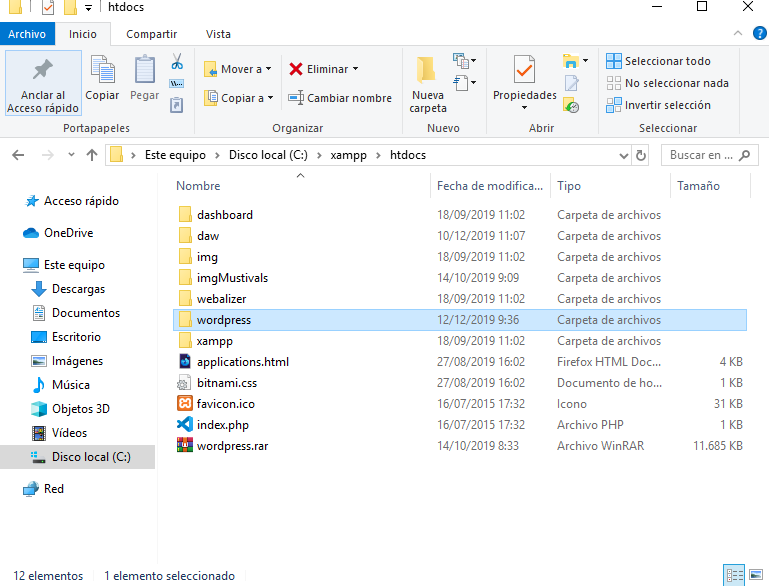 htdocs
Archivo Inicio Compartir Vista
Anclar al Acceso rápido
Copiar
Pegar
Mover a
Copiar a
Eliminar
Cambiar nombre
Nueva carpeta
Propiedades
Seleccionar todo
No seleccionar nada
Invertir selección
Portapapeles Organizar Nuevo Abrir Seleccionar
Este equipo > Disco local (C:) > xampp > htdocs
Buscar en ...
Nombre Fecha de modifica... Tipo Tamaño
Acceso rápido
OneDrive
Este equipo
Descargas
Documentos
Escritorio
Imágenes
Música
Objetos 3D
Vídeos
Disco local (C:)
Red
dashboard 18/09/2019 11:02 Carpeta de archivos
daw 10/12/2019 11:07 Carpeta de archivos
img 18/09/2019 11:02 Carpeta de archivos
imgMustivals 14/10/2019 9:09 Carpeta de archivos
webalizer 18/09/2019 11:02 Carpeta de archivos
wordpress 12/12/2019 9:36 Carpeta de archivos
xampp 18/09/2019 11:02 Carpeta de archivos
applications.html 27/08/2019 16:02 Firefox HTML Doc... 4 KB
bitnami.css 27/08/2019 16:02 Documento de ho... 1 KB
favicon.ico 16/07/2015 17:32 Icono 31 KB
index.php 16/07/2015 17:32 Archivo PHP 1 KB
wordpress.rar 14/10/2019 8:33 Archivo WinRAR 11.685 KB
12 elementos 1 elemento seleccionado